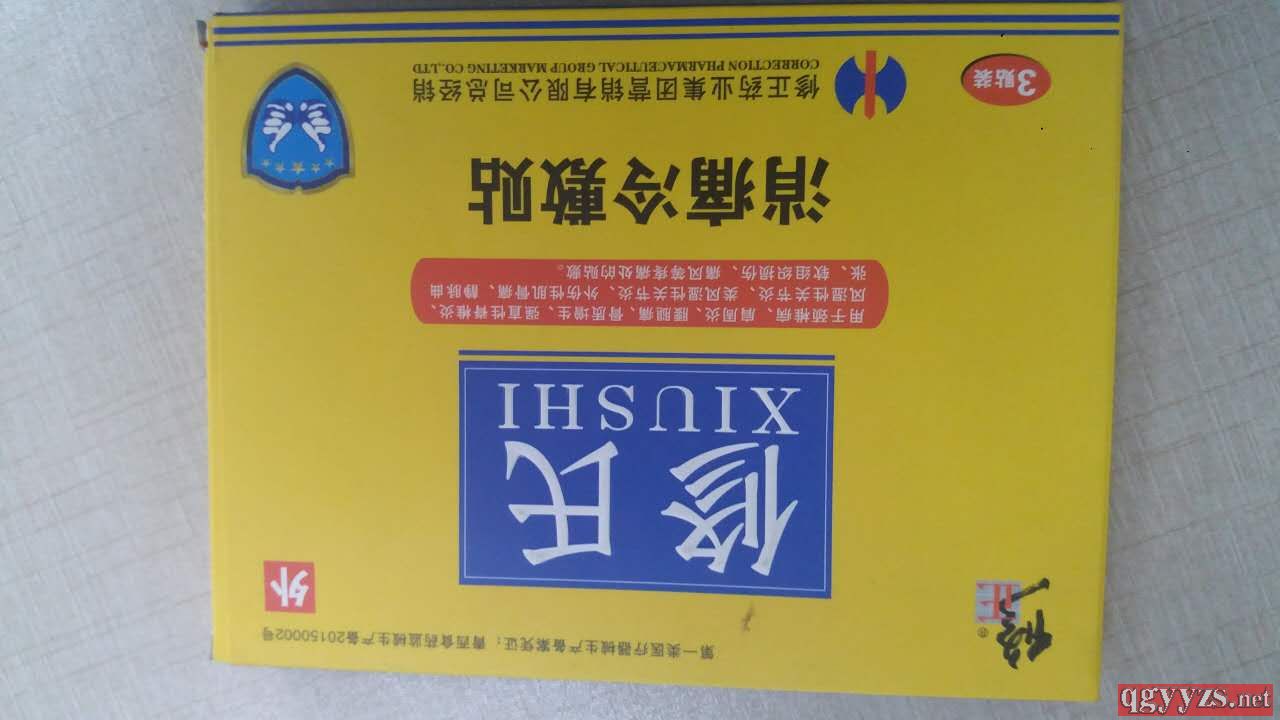 第一类医疗器械生产备案凭证：青西食药监械生产备20150002号
修正®
外
修氏
XIUSHI
用于颈椎病、肩周炎、腰腿痛、骨质增生、强直性脊椎炎、
风湿性关节炎、类风湿性关节炎、外伤性肌骨痛、静脉曲
张、软组织损伤、痛风等疼痛处的贴敷。
消痛冷敷贴
修正药业集团营销有限公司总经销
CORRECTION PHARMACEUTICAL GROUP MARKETING CO.,LTD
3贴装
qgyyzs.net